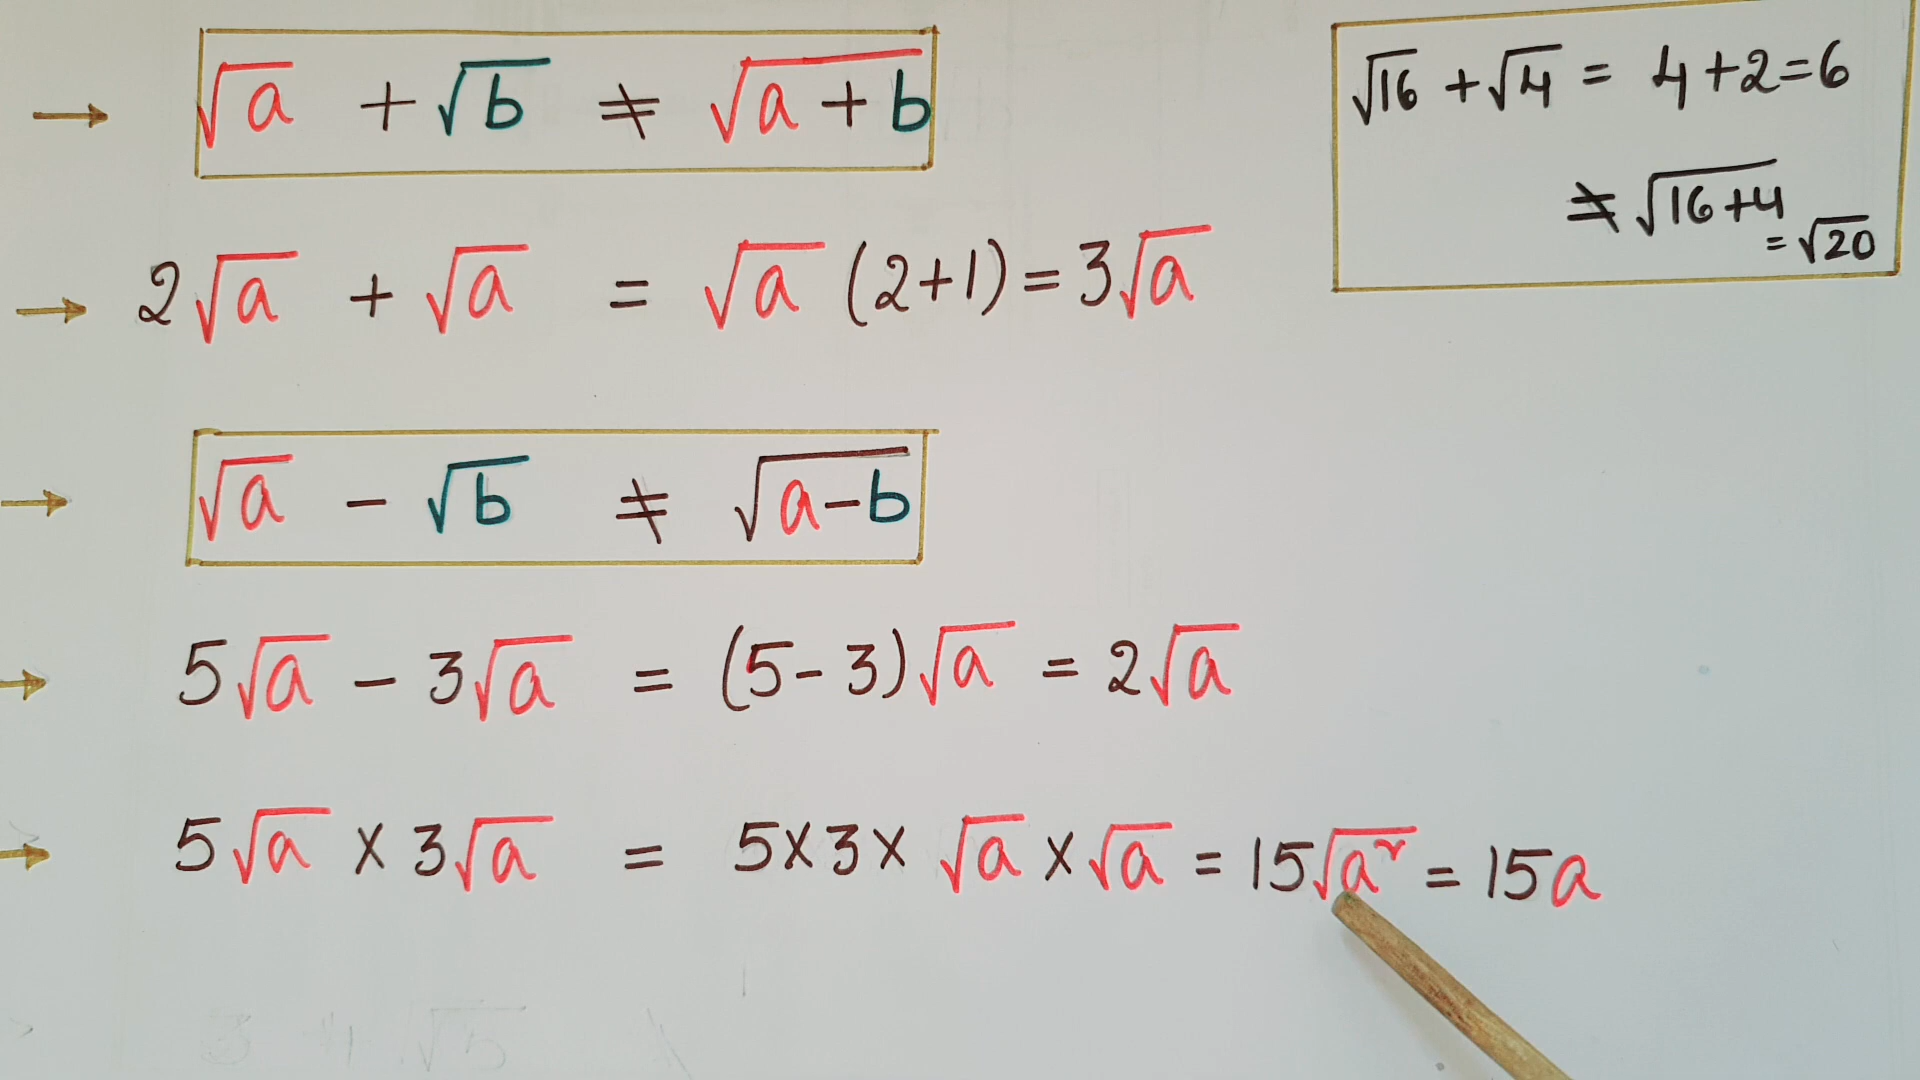 → √a + √b ≠ √(a + b)
√16 + √4 = 4 + 2 = 6
≠ √(16 + 4)
= √20
→ 2√a + √a = √a (2+1) = 3√a
→ √a - √b ≠ √(a-b)
→ 5√a - 3√a = (5-3)√a = 2√a
→ 5√a × 3√a = 5×3× √a × √a = 15√a² = 15a